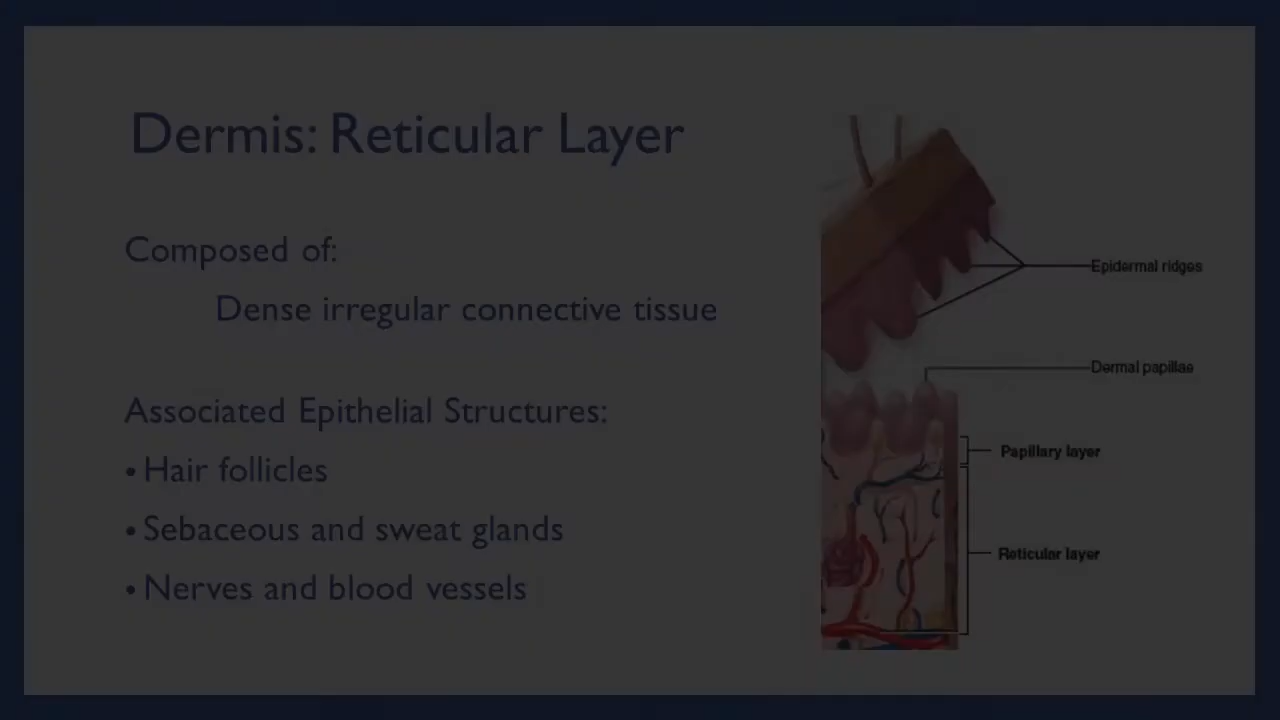 Dermis: Reticular Layer
Composed of:
Dense irregular connective tissue
Associated Epithelial Structures:
• Hair follicles
• Sebaceous and sweat glands
• Nerves and blood vessels
Epidermal ridges
Dermal papillae
Papillary layer
Reticular layer